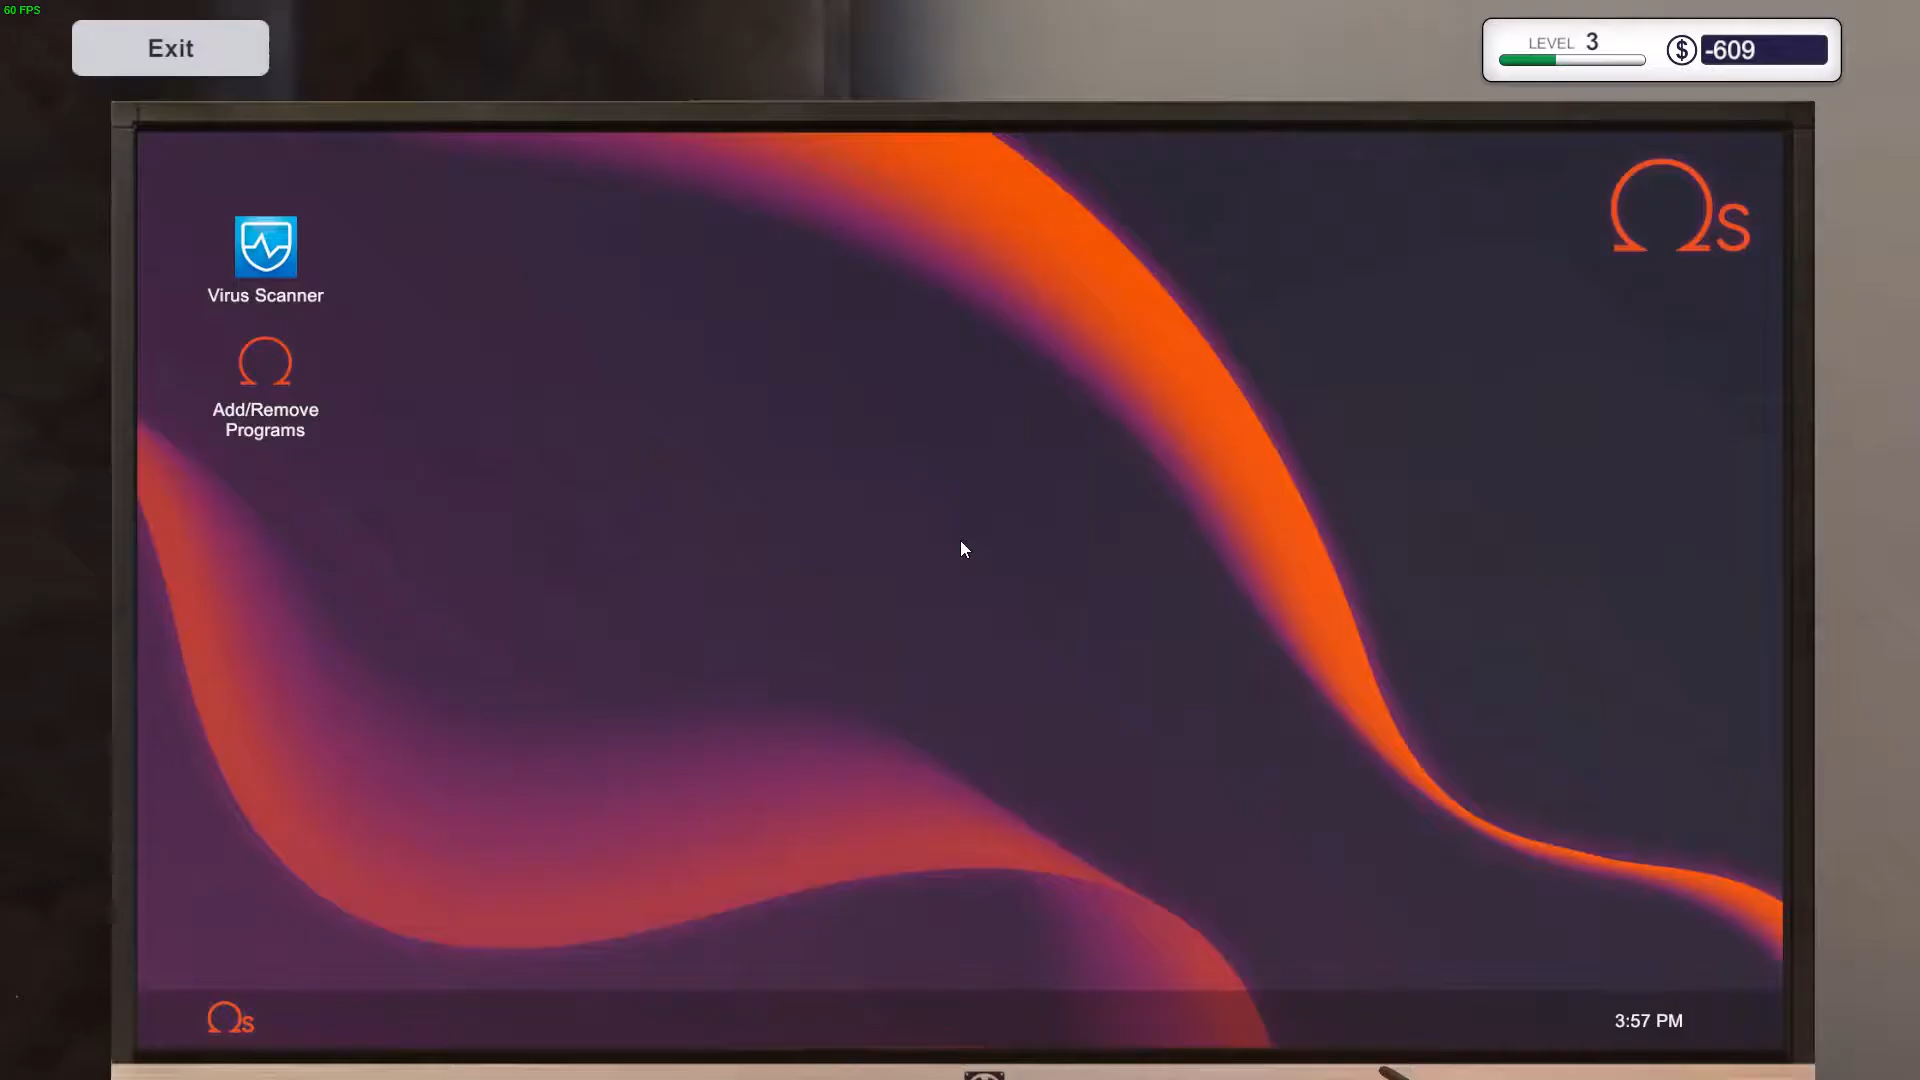 60 FPS
Exit
LEVEL 3
$ -609
Ωs
Virus Scanner
Add/Remove
Programs
Ωs
3:57 PM